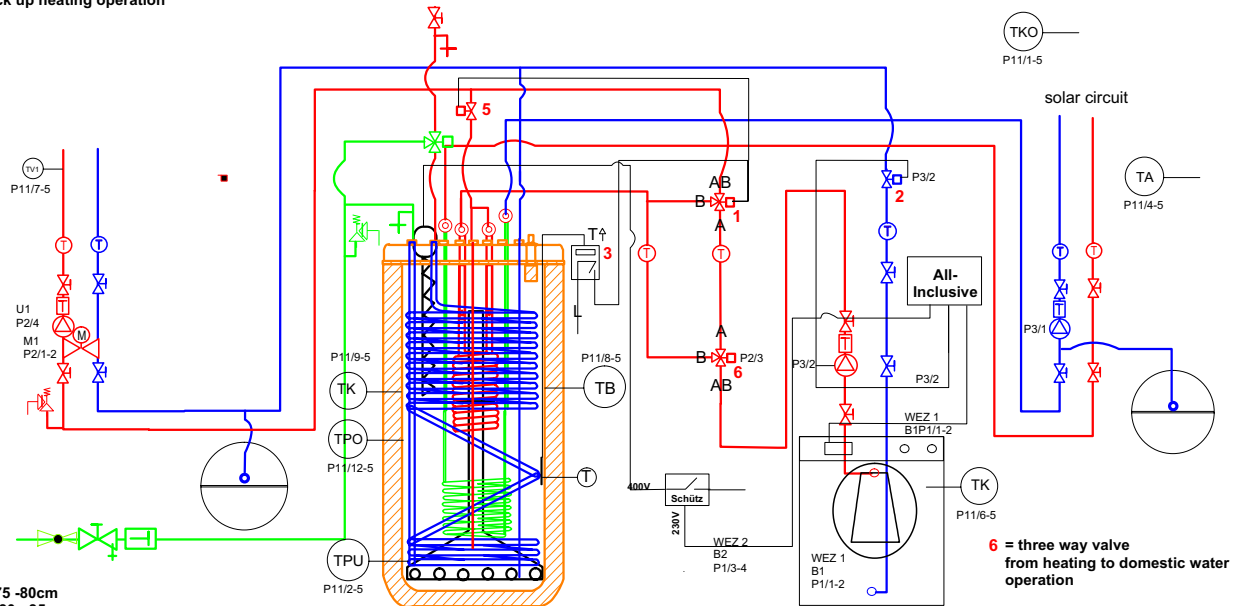 ck up heating operation
TKO
P11/1-5
solar circuit
5
TV1
P11/7-5
TA
P11/4-5
AB
B
1
A
P3/2
2
T
T
T
3
T
T
T
T
T
All-
Inclusive
L
U1
P2/4
M1
P2/1-2
M
P3/1
A
B
P2/3
6
AB
P11/9-5
P11/8-5
TK
TB
P3/2
P3/2
TPO
P11/12-5
WEZ 1
B1P1/1-2
T
400V
Schütz
TK
P11/6-5
230V
WEZ 2
B2
P1/3-4
TPU
P11/2-5
WEZ 1
B1
P1/1-2
6 = three way valve
from heating to domestic water
operation
75 -80cm